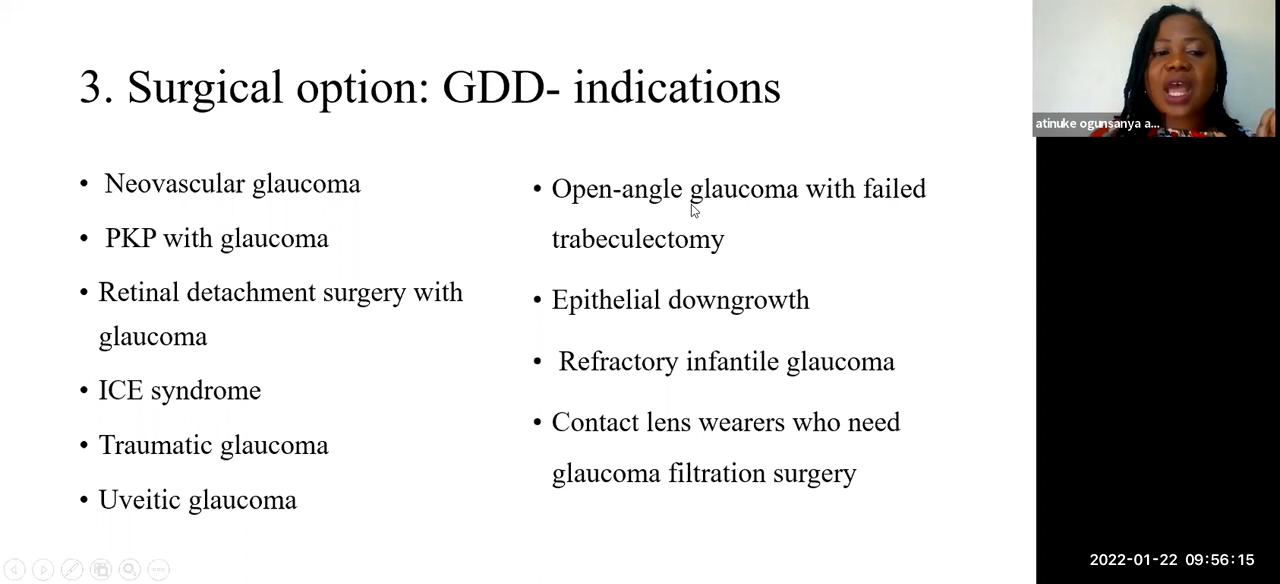 3. Surgical option: GDD- indications
• Neovascular glaucoma
• PKP with glaucoma
• Retinal detachment surgery with
glaucoma
• ICE syndrome
• Traumatic glaucoma
• Uveitic glaucoma
• Open-angle glaucoma with failed
trabeculectomy
• Epithelial downgrowth
• Refractory infantile glaucoma
• Contact lens wearers who need
glaucoma filtration surgery
atinuke ogunsanya a...
2022-01-22 09:56:15